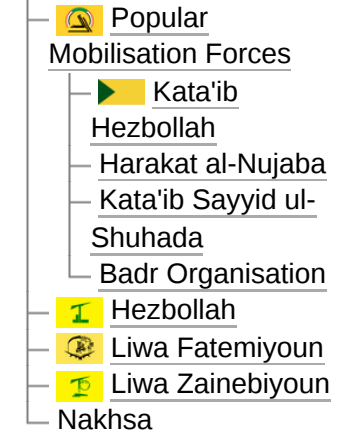 Popular
Mobilisation Forces
Kata'ib
Hezbollah
Harakat al-Nujaba
Kata'ib Sayyid ul-
Shuhada
Badr Organisation
Hezbollah
Liwa Fatemiyoun
Liwa Zainebiyoun
Nakhsa